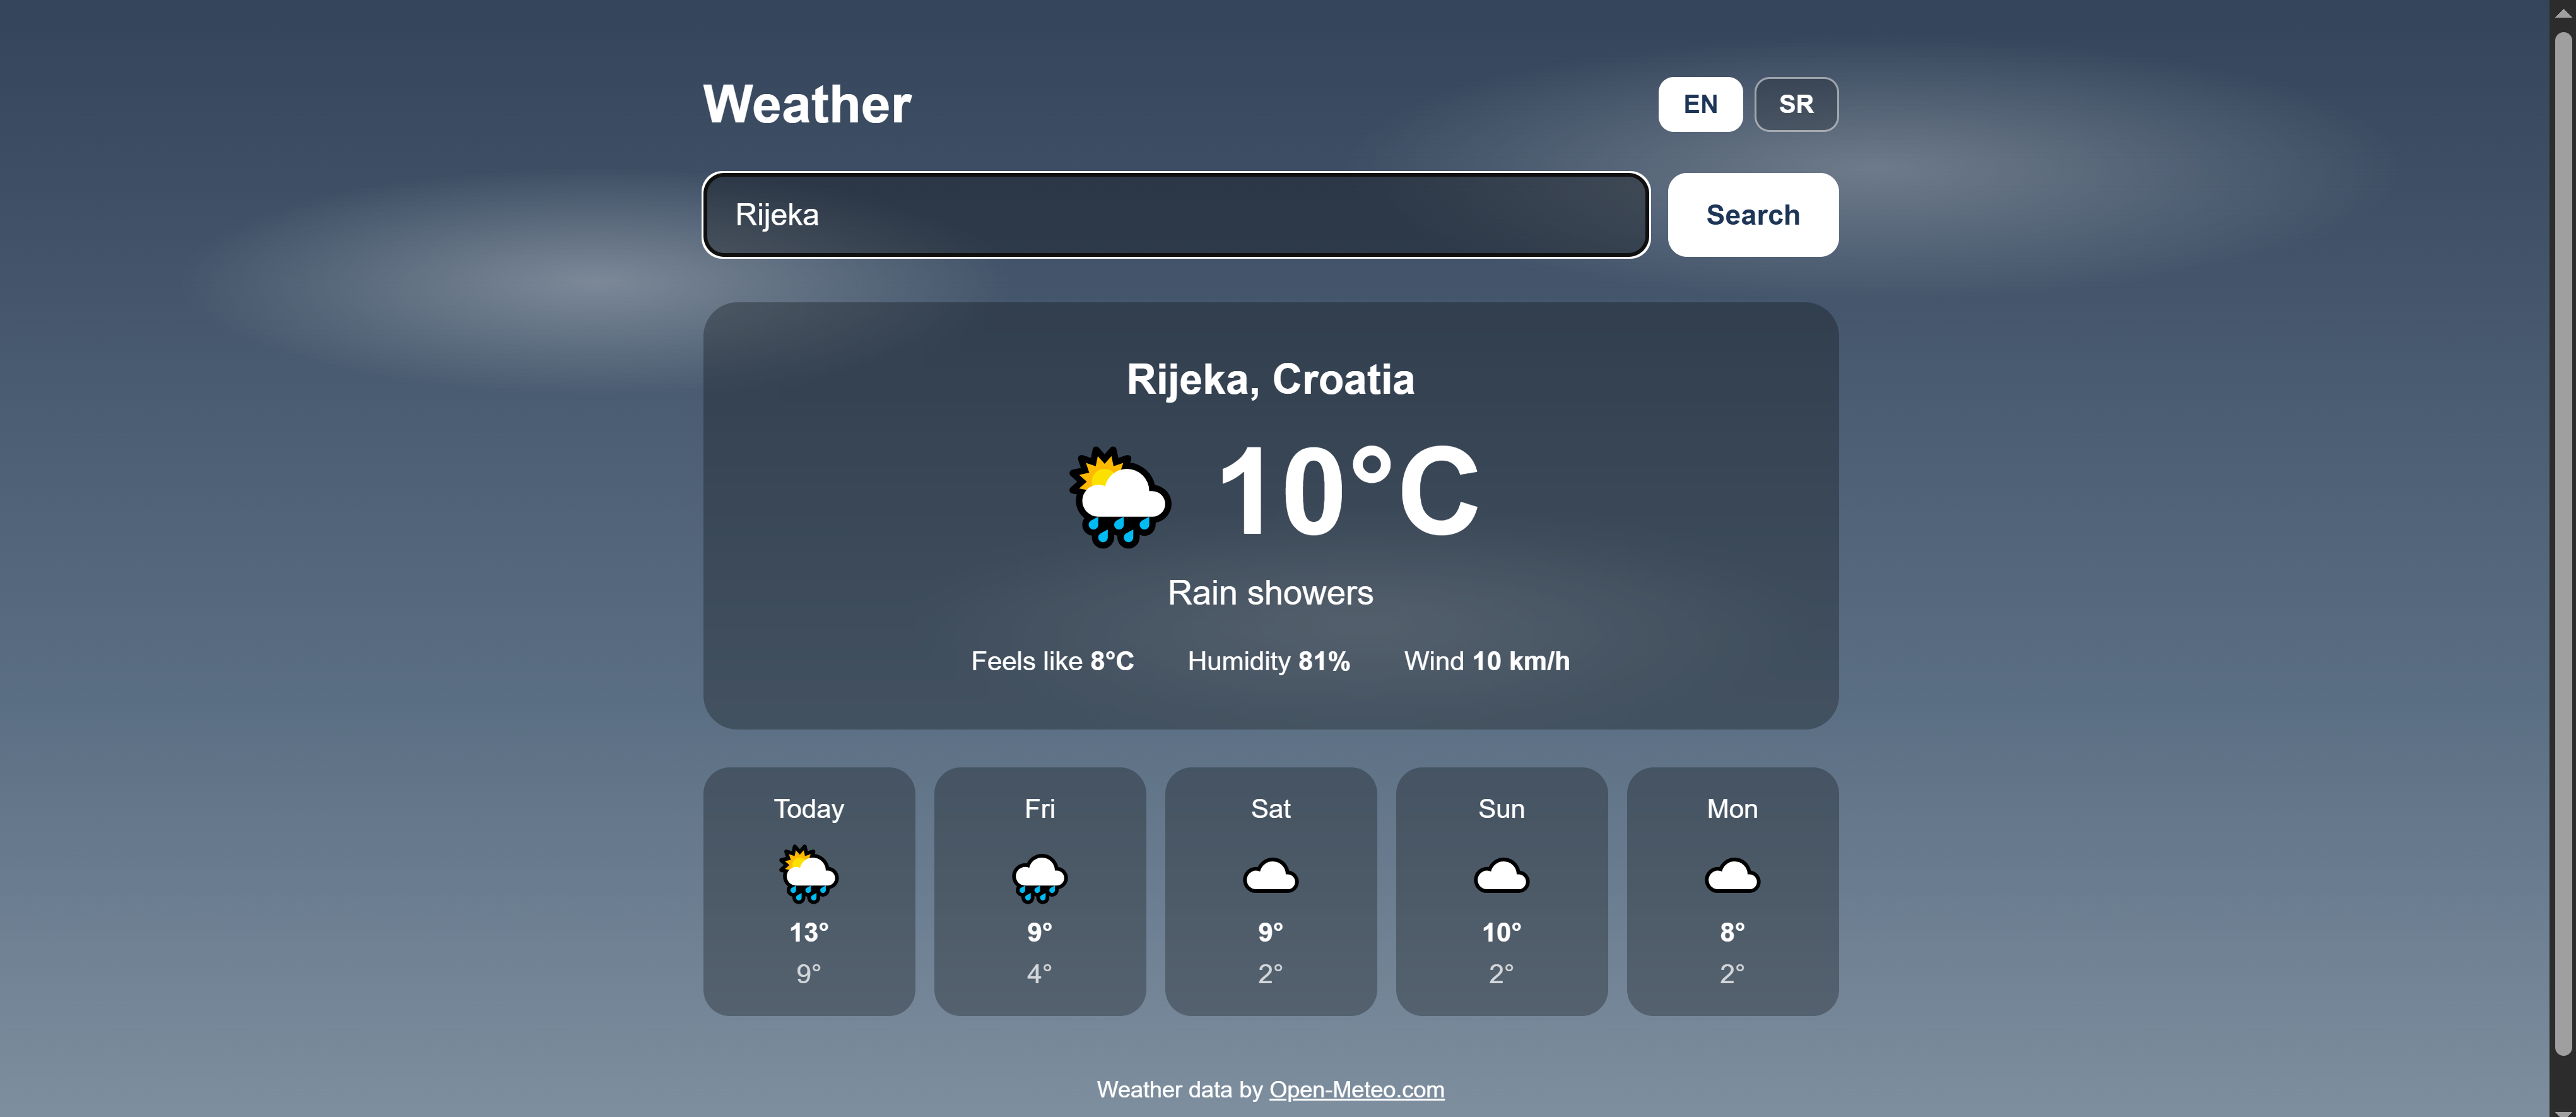 Weather
EN SR
Rijeka Search
Rijeka, Croatia
10°C
Rain showers
Feels like 8°C Humidity 81% Wind 10 km/h
Today Fri Sat Sun Mon
13° 9° 9° 10° 8°
9° 4° 2° 2° 2°
Weather data by Open-Meteo.com